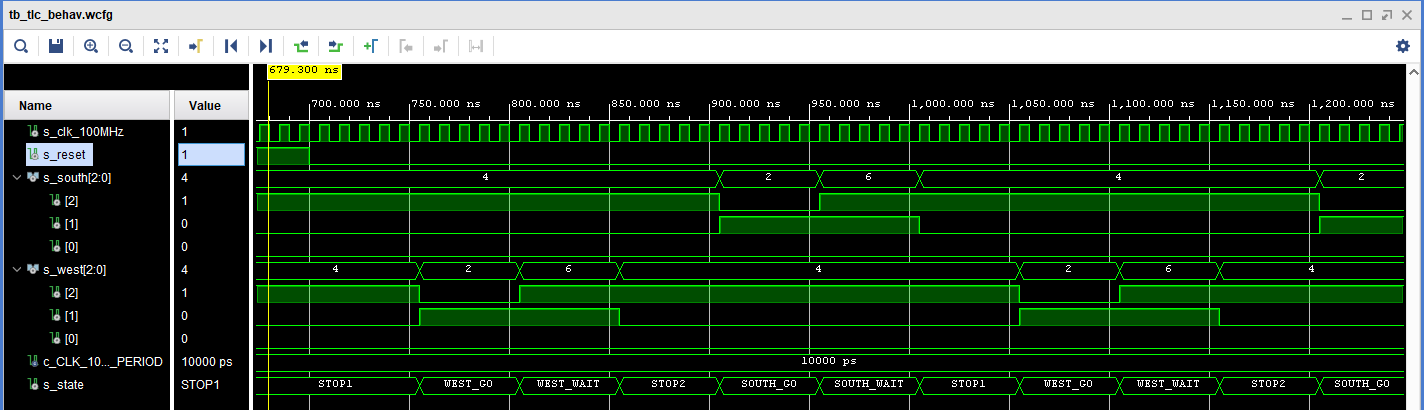 tb_tlc_behav.wcfg
679.300 ns
Name Value
700.000 ns 750.000 ns 800.000 ns 850.000 ns 900.000 ns 950.000 ns 1,000.000 ns 1,050.000 ns 1,100.000 ns 1,150.000 ns 1,200.000 ns
s_clk_100MHz 1
s_reset 1
s_south[2:0] 4 4 2 6 4 2
[2] 1
[1] 0
[0] 0
s_west[2:0] 4 4 2 6 4 2 6 4
[2] 1
[1] 0
[0] 0
c_CLK_10..._PERIOD 10000 ps 10000 ps
s_state STOP1 STOP1 WEST_GO WEST_WAIT STOP2 SOUTH_GO SOUTH_WAIT STOP1 WEST_GO WEST_WAIT STOP2 SOUTH_GO